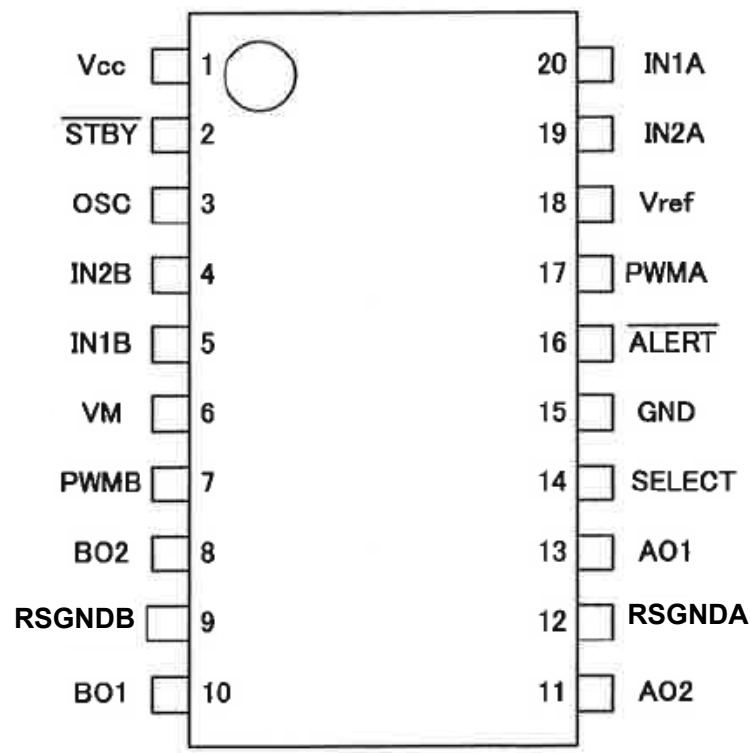 Vcc 1 20 IN1A
S̅T̅B̅Y̅ 2 19 IN2A
OSC 3 18 Vref
IN2B 4 17 PWMA
IN1B 5 16 A̅L̅E̅R̅T̅
VM 6 15 GND
PWMB 7 14 SELECT
BO2 8 13 AO1
RSGNDB 9 12 RSGNDA
BO1 10 11 AO2